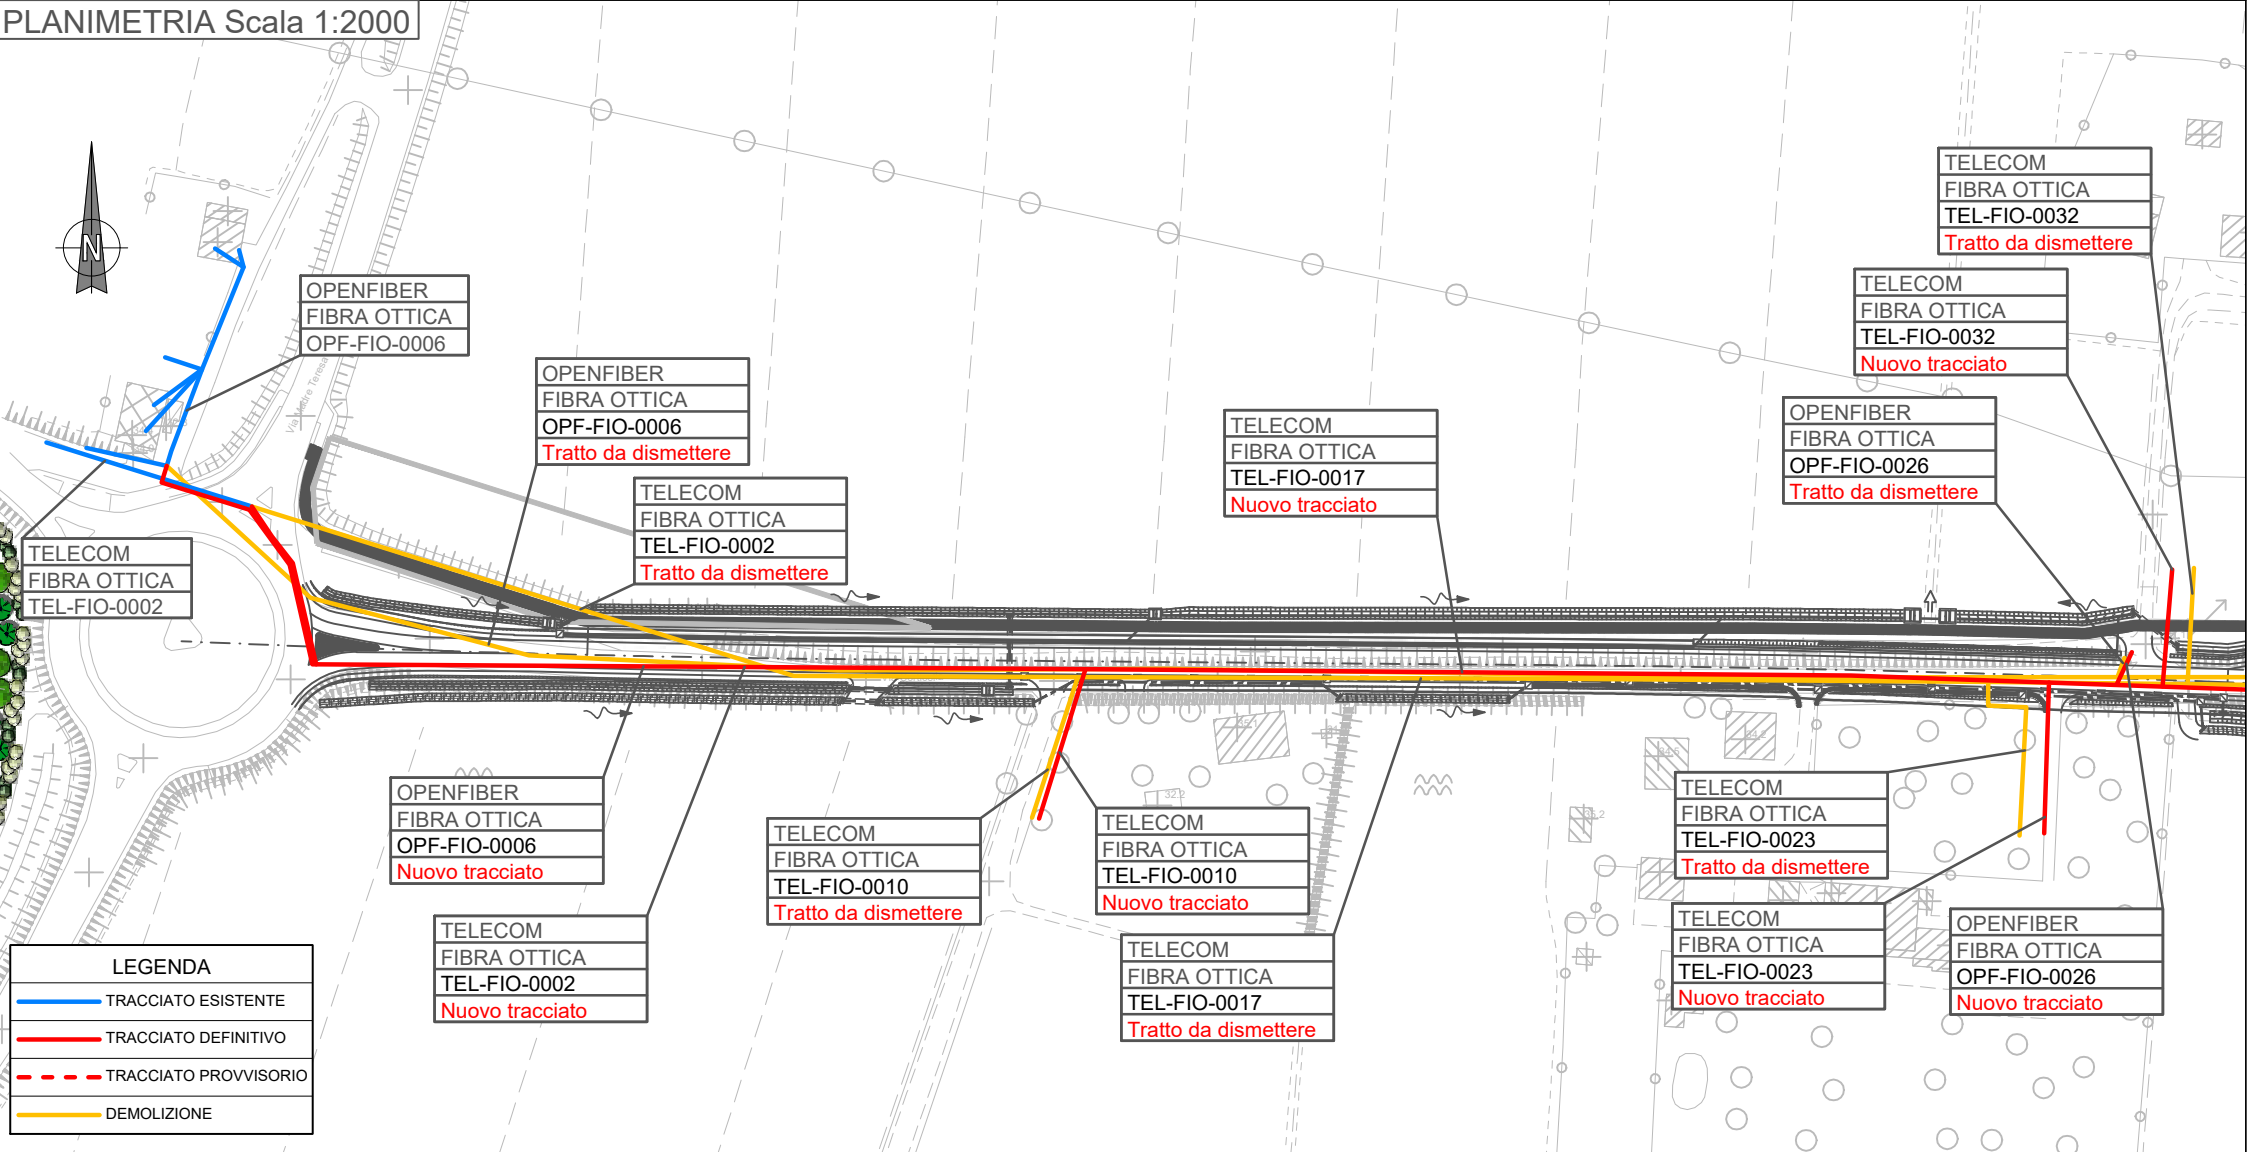 PLANIMETRIA Scala 1:2000
N
TELECOM
FIBRA OTTICA
TEL-FIO-0032
Tratto da dismettere
TELECOM
FIBRA OTTICA
TEL-FIO-0032
Nuovo tracciato
OPENFIBER
FIBRA OTTICA
OPF-FIO-0006
OPENFIBER
FIBRA OTTICA
OPF-FIO-0006
Tratto da dismettere
Via Madre Teresa
OPENFIBER
FIBRA OTTICA
OPF-FIO-0026
Tratto da dismettere
TELECOM
FIBRA OTTICA
TEL-FIO-0017
Nuovo tracciato
TELECOM
FIBRA OTTICA
TEL-FIO-0002
Tratto da dismettere
TELECOM
FIBRA OTTICA
TEL-FIO-0002
OPENFIBER
FIBRA OTTICA
OPF-FIO-0006
Nuovo tracciato
TELECOM
FIBRA OTTICA
TEL-FIO-0010
Tratto da dismettere
32.2
TELECOM
FIBRA OTTICA
TEL-FIO-0010
Nuovo tracciato
TELECOM
FIBRA OTTICA
TEL-FIO-0023
Tratto da dismettere
TELECOM
FIBRA OTTICA
TEL-FIO-0002
Nuovo tracciato
TELECOM
FIBRA OTTICA
TEL-FIO-0017
Tratto da dismettere
TELECOM
FIBRA OTTICA
TEL-FIO-0023
Nuovo tracciato
OPENFIBER
FIBRA OTTICA
OPF-FIO-0026
Nuovo tracciato
LEGENDA
TRACCIATO ESISTENTE
TRACCIATO DEFINITIVO
TRACCIATO PROVVISORIO
DEMOLIZIONE